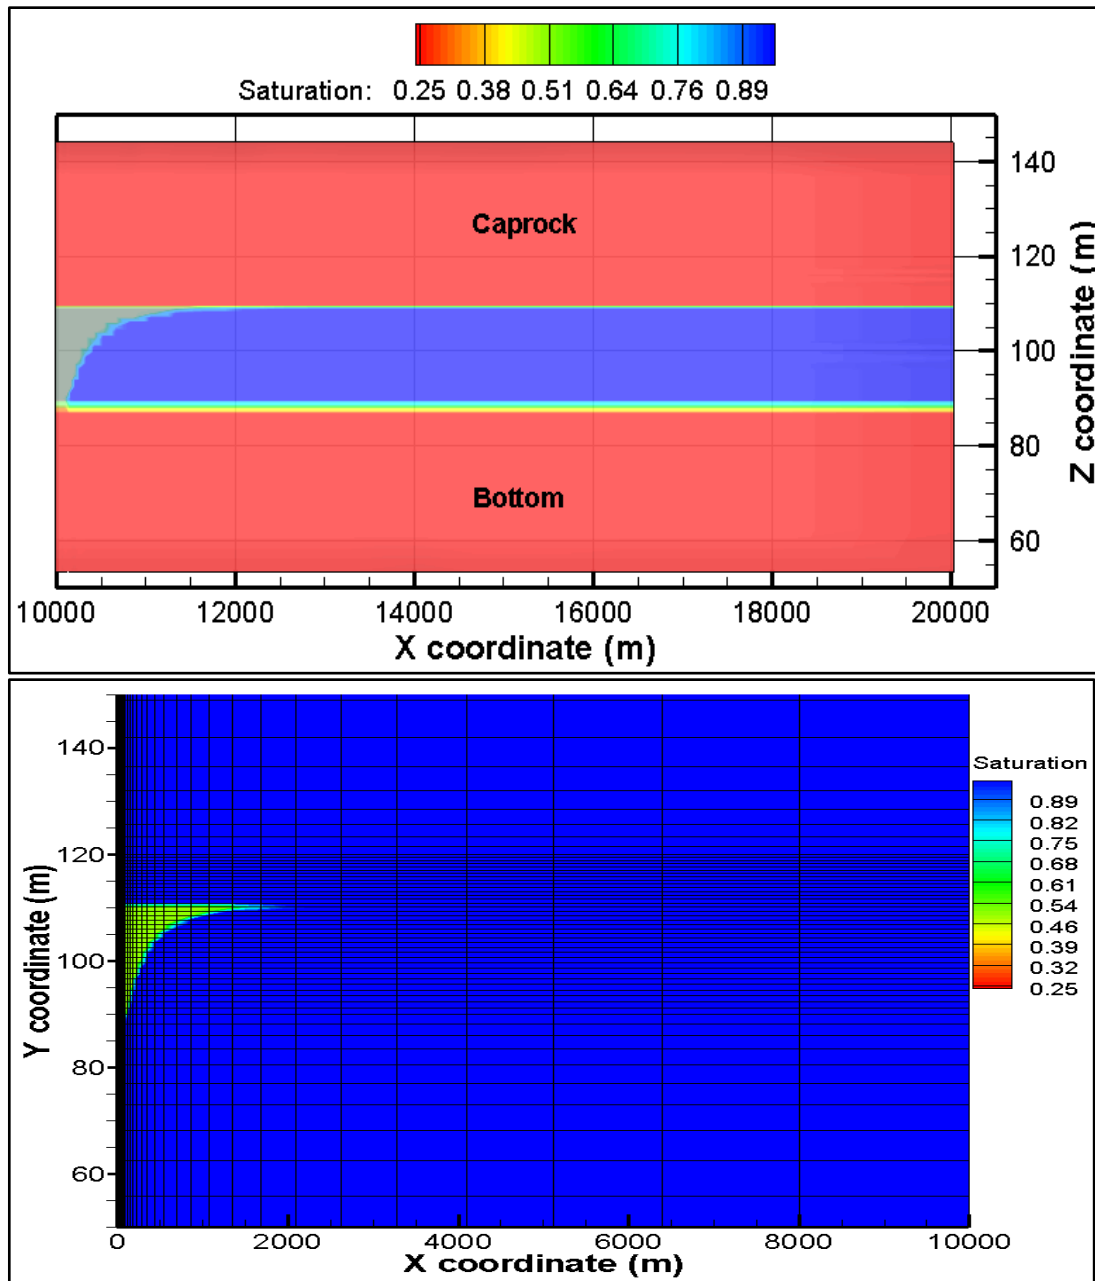 Saturation: 0.25 0.38 0.51 0.64 0.76 0.89
Caprock
Bottom
140
120
100
80
60
Z coordinate (m)
10000 12000 14000 16000 18000 20000
X coordinate (m)
140
120
100
80
60
Y coordinate (m)
Saturation
0.89
0.82
0.75
0.68
0.61
0.54
0.46
0.39
0.32
0.25
0 2000 4000 6000 8000 10000
X coordinate (m)